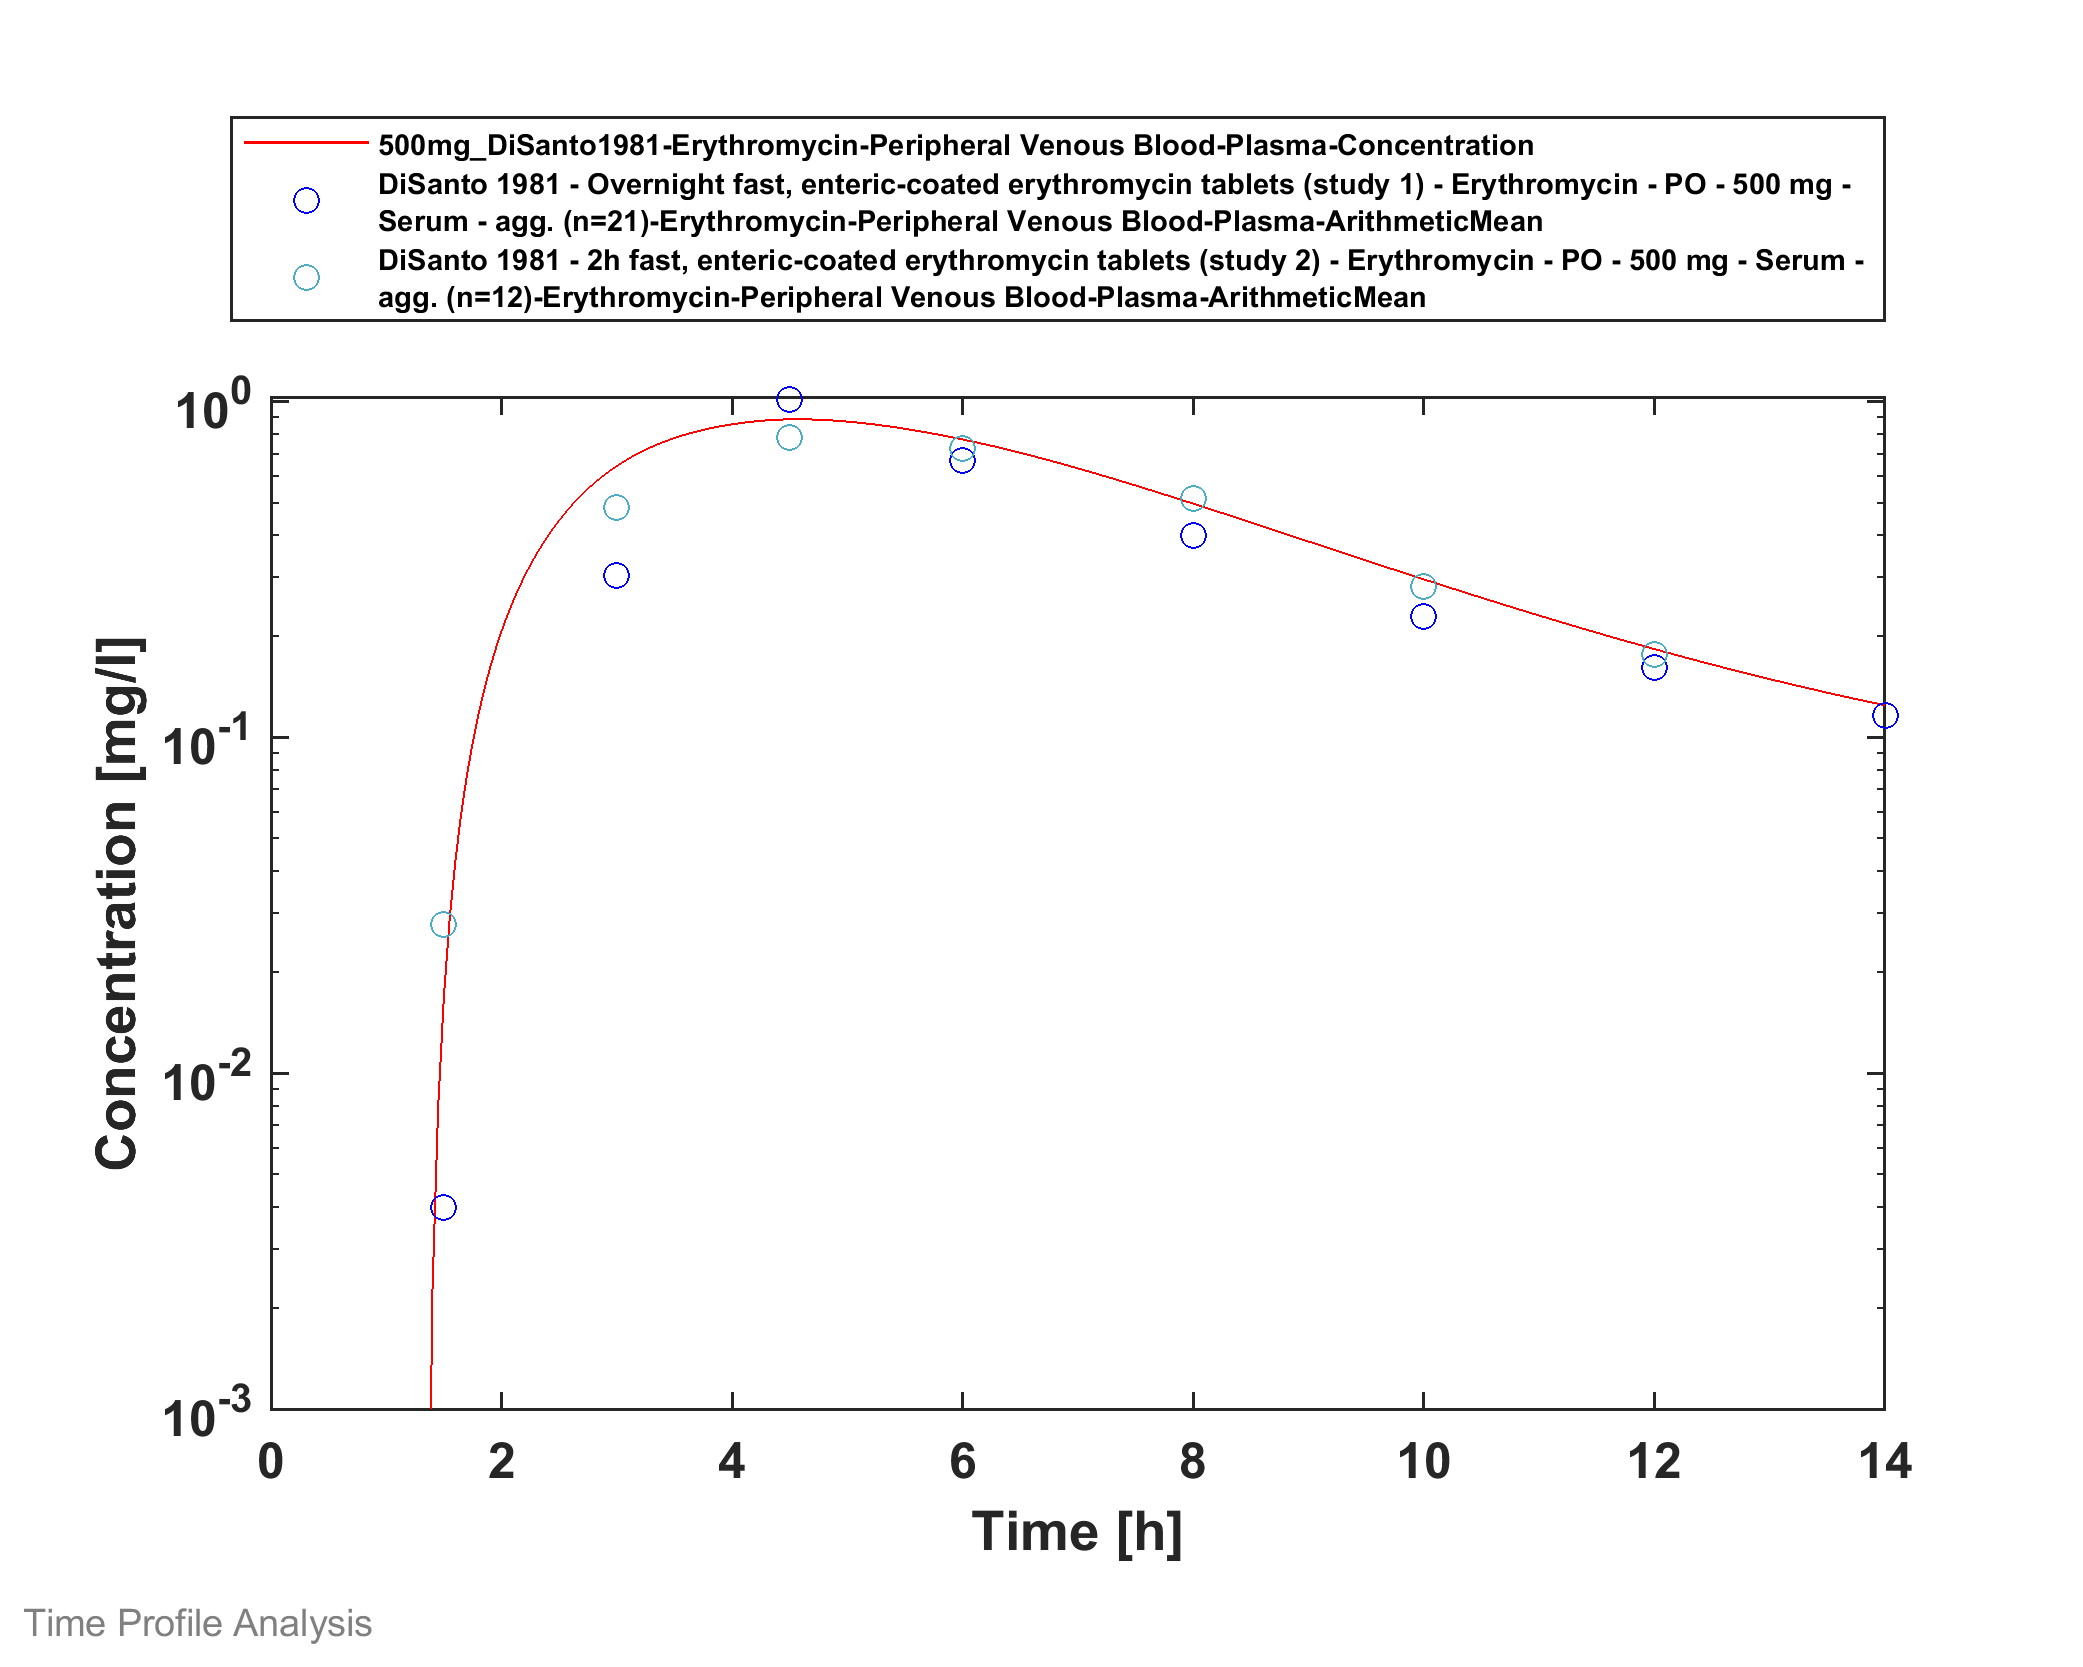 500mg_DiSanto1981-Erythromycin-Peripheral Venous Blood-Plasma-Concentration
DiSanto 1981 - Overnight fast, enteric-coated erythromycin tablets (study 1) - Erythromycin - PO - 500 mg -
Serum - agg. (n=21)-Erythromycin-Peripheral Venous Blood-Plasma-ArithmeticMean
DiSanto 1981 - 2h fast, enteric-coated erythromycin tablets (study 2) - Erythromycin - PO - 500 mg - Serum -
agg. (n=12)-Erythromycin-Peripheral Venous Blood-Plasma-ArithmeticMean
10^0
10^-1
10^-2
10^-3
Concentration [mg/l]
0 2 4 6 8 10 12 14
Time [h]
Time Profile Analysis